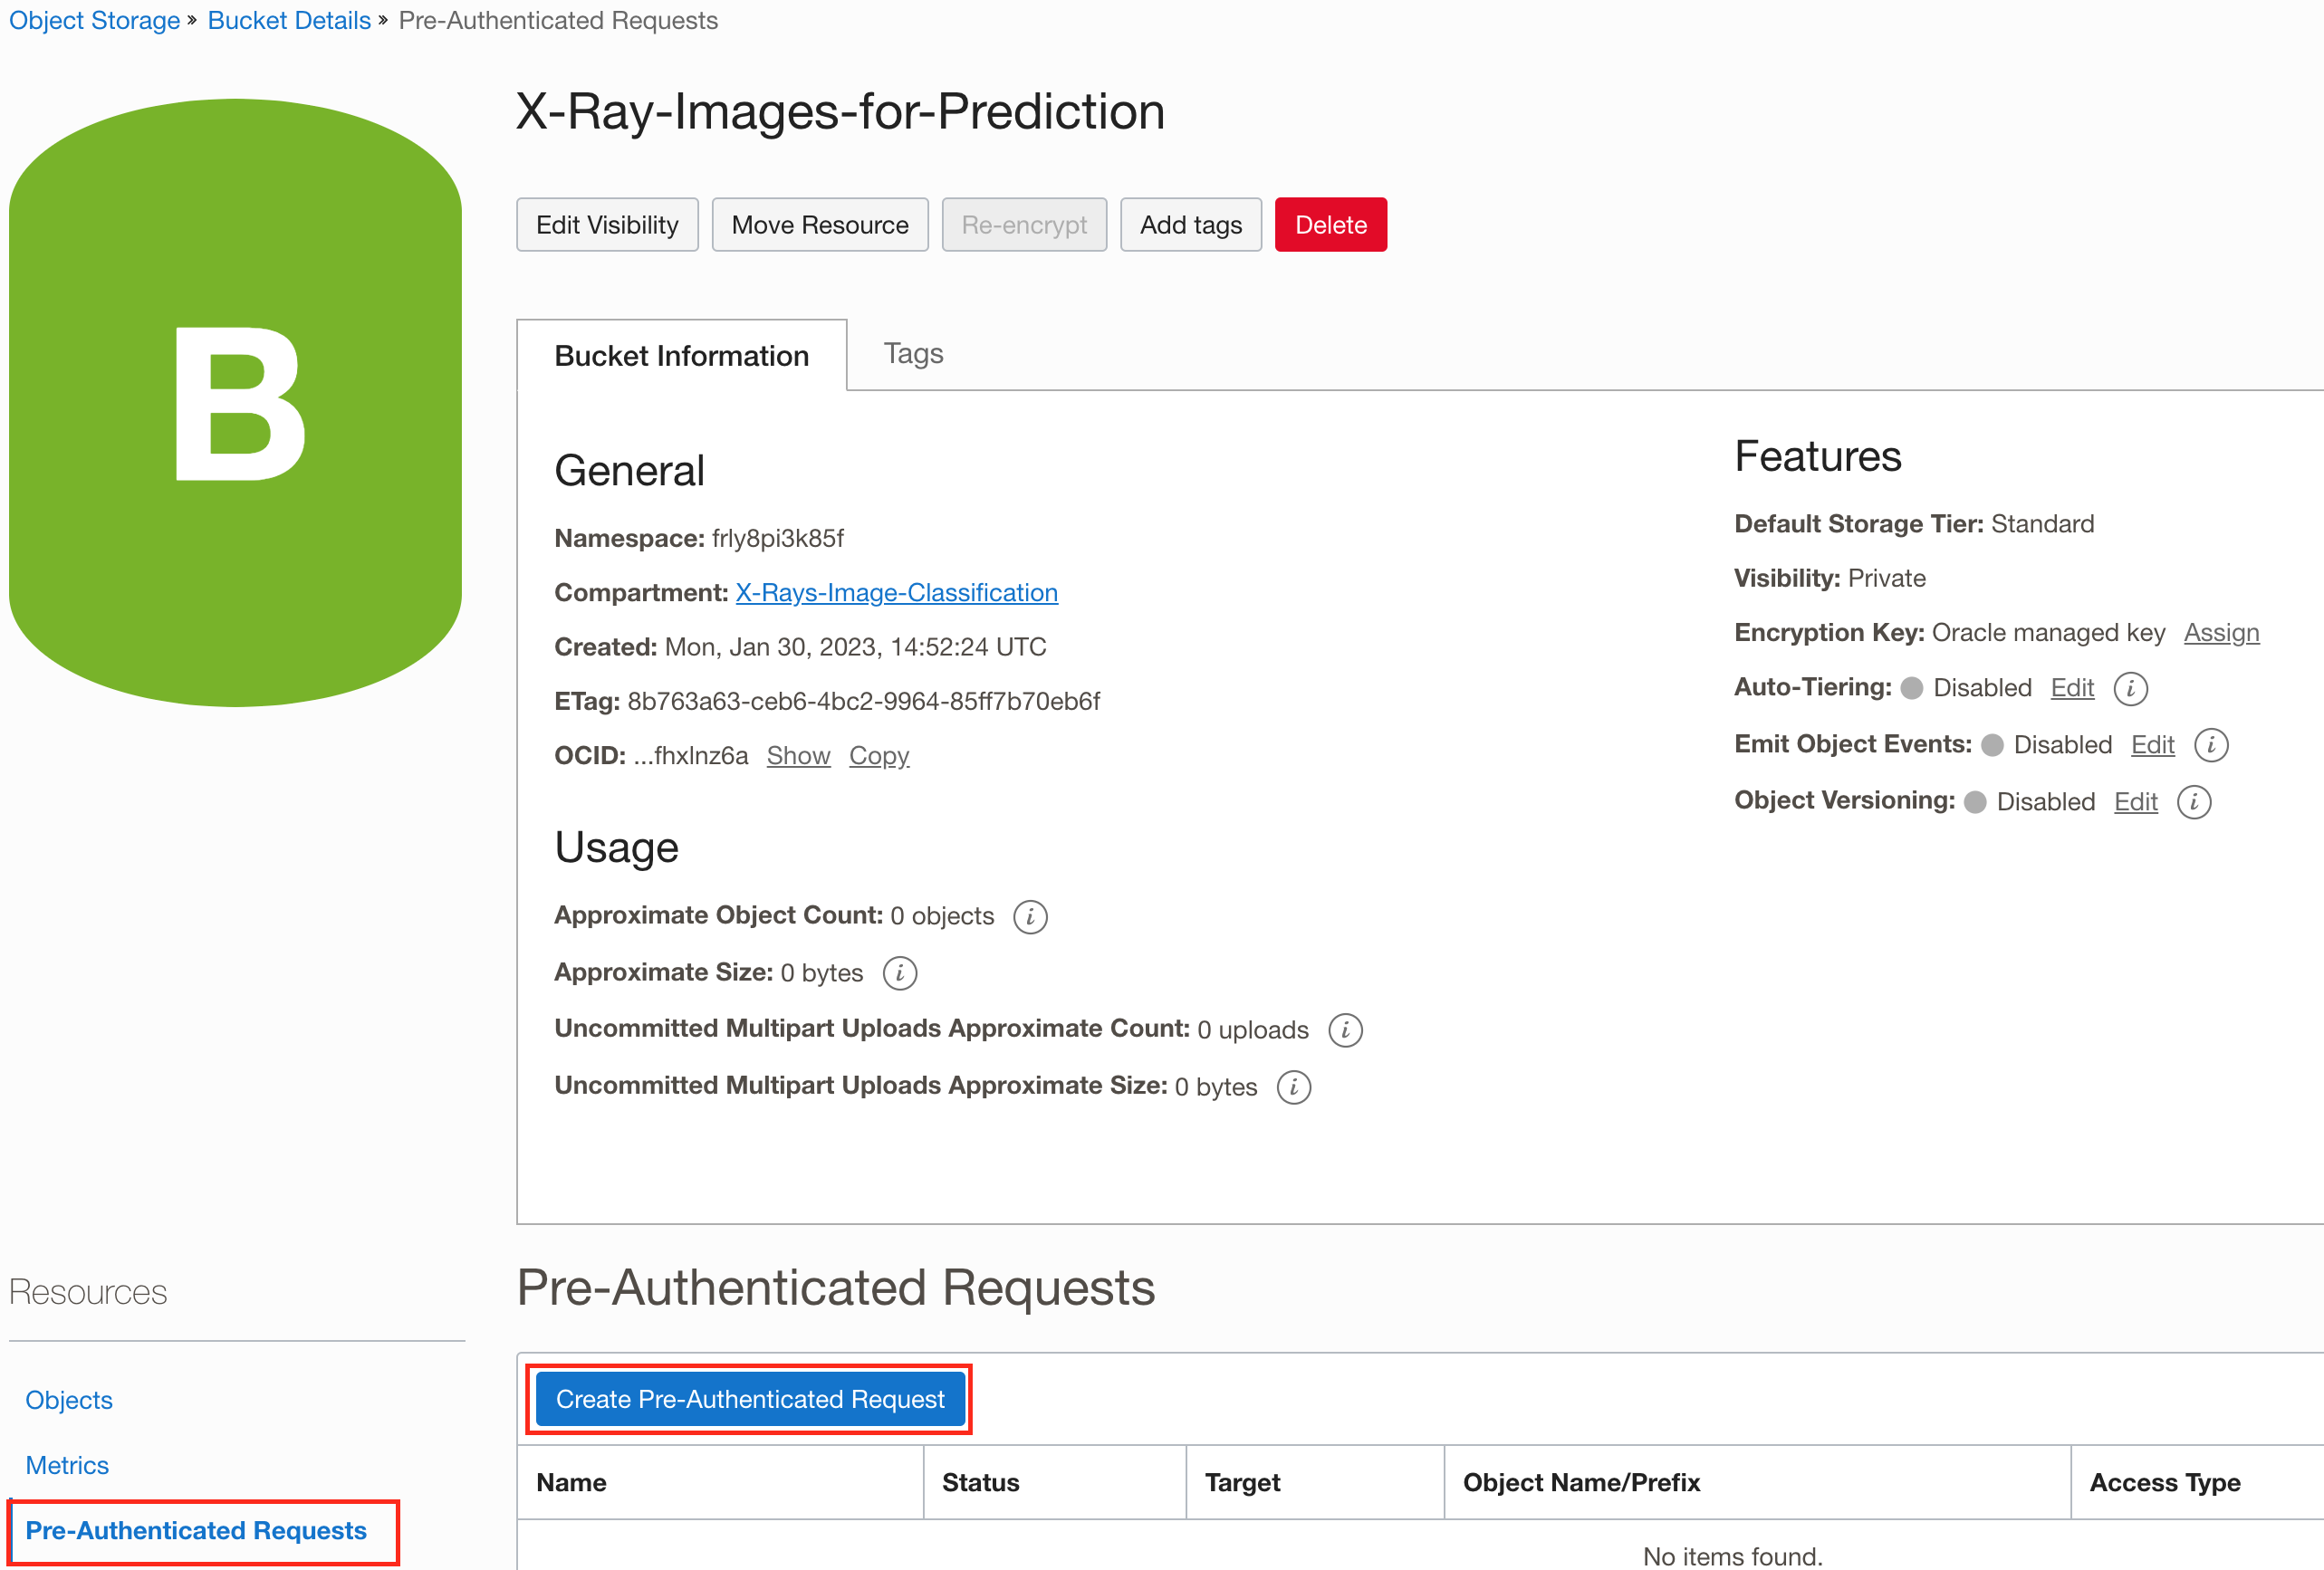 Object Storage » Bucket Details » Pre-Authenticated Requests
B
X-Ray-Images-for-Prediction
Edit Visibility Move Resource Re-encrypt Add tags Delete
Bucket Information Tags
General
Namespace: frly8pi3k85f
Compartment: X-Rays-Image-Classification
Created: Mon, Jan 30, 2023, 14:52:24 UTC
ETag: 8b763a63-ceb6-4bc2-9964-85ff7b70eb6f
OCID: ...fhxlnz6a Show Copy
Usage
Approximate Object Count: 0 objects i
Approximate Size: 0 bytes i
Uncommitted Multipart Uploads Approximate Count: 0 uploads i
Uncommitted Multipart Uploads Approximate Size: 0 bytes i
Features
Default Storage Tier: Standard
Visibility: Private
Encryption Key: Oracle managed key Assign
Auto-Tiering: Disabled Edit i
Emit Object Events: Disabled Edit i
Object Versioning: Disabled Edit i
Resources
Objects
Metrics
Pre-Authenticated Requests
Pre-Authenticated Requests
Create Pre-Authenticated Request
Name Status Target Object Name/Prefix Access Type
No items found.